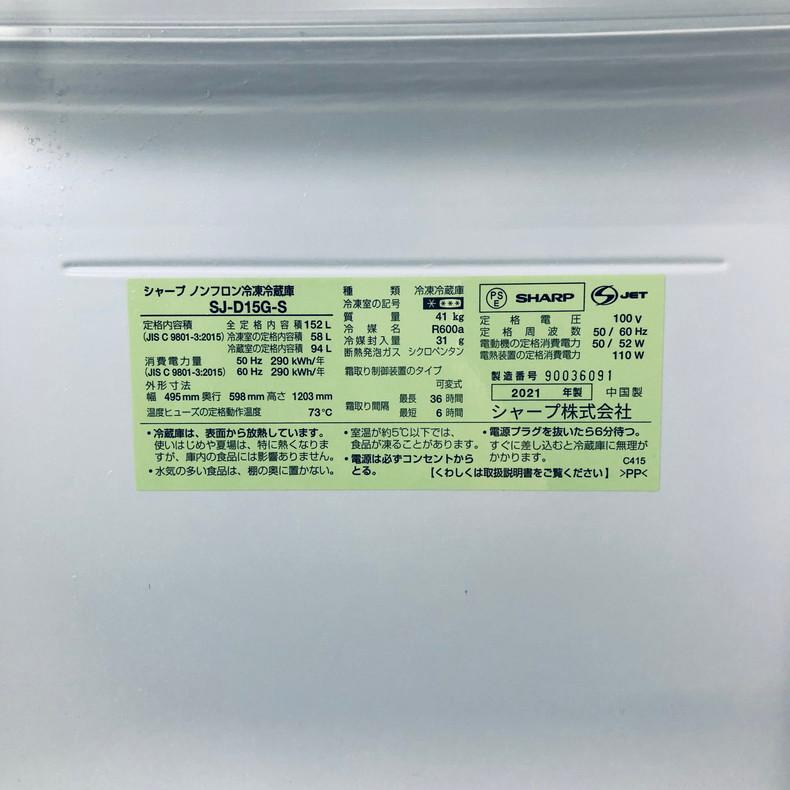 シャープ ノンフロン冷凍冷蔵庫
SJ-D15G-S
定格内容積 全定格内容積 152 L
(JIS C 9801-3:2015) 冷凍室の定格内容積 58 L
冷蔵室の定格内容積 94 L
消費電力量 50 Hz 290 kWh/年
(JIS C 9801-3:2015) 60 Hz 290 kWh/年
外形寸法
幅 495 mm 奥行 598 mm 高さ 1203 mm
温度ヒューズの定格動作温度 73℃
種類 冷凍冷蔵庫
冷凍室の記号 ****
質量 41 kg
冷媒名 R600a
冷媒封入量 31 g
断熱発泡ガス シクロペンタン
霜取り制御装置のタイプ
可変式
霜取り間隔 最長 36 時間
最短 6 時間
PS E SHARP JET
定格電圧 100 V
定格周波数 50 / 60 Hz
電動機の定格消費電力 50 / 52 W
電熱装置の定格消費電力 110 W
製造番号 90036091
2021 年製 中国製
シャープ株式会社
・冷蔵庫は、表面から放熱しています。
使いはじめや夏場は、特に熱くなりま
すが、庫内の食品には影響ありません。
・水気の多い食品は、棚の奥に置かない。
・室温が約5℃以下では、
食品が凍ることがあります。
・電源は必ずコンセントから
とる。
・電源プラグを抜いたら6分待つ。
すぐに差し込むと冷蔵庫に無理が
かかります。 C415
【くわしくは取扱説明書をご覧ください】 >PP<